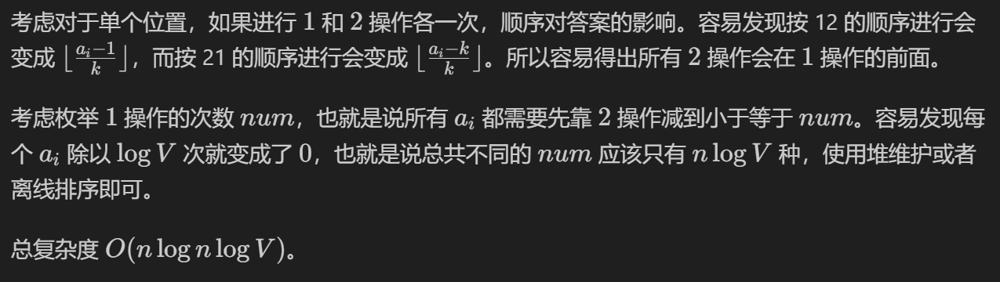 考虑对于单个位置，如果进行 1 和 2 操作各一次，顺序对答案的影响。容易发现按 12 的顺序进行会
变成 $\lfloor \frac{a_i-1}{k} \rfloor$，而按 21 的顺序进行会变成 $\lfloor \frac{a_i-k}{k} \rfloor$。所以容易得出所有 2 操作会在 1 操作的前面。
考虑枚举 1 操作的次数 $num$，也就是说所有 $a_i$ 都需要先靠 2 操作减到小于等于 $num$。容易发现每
个 $a_i$ 除以 $\log V$ 次就变成了 0，也就是说总共不同的 $num$ 应该只有 $n \log V$ 种，使用堆维护或者
离线排序即可。
总复杂度 $O(n \log n \log V)$。